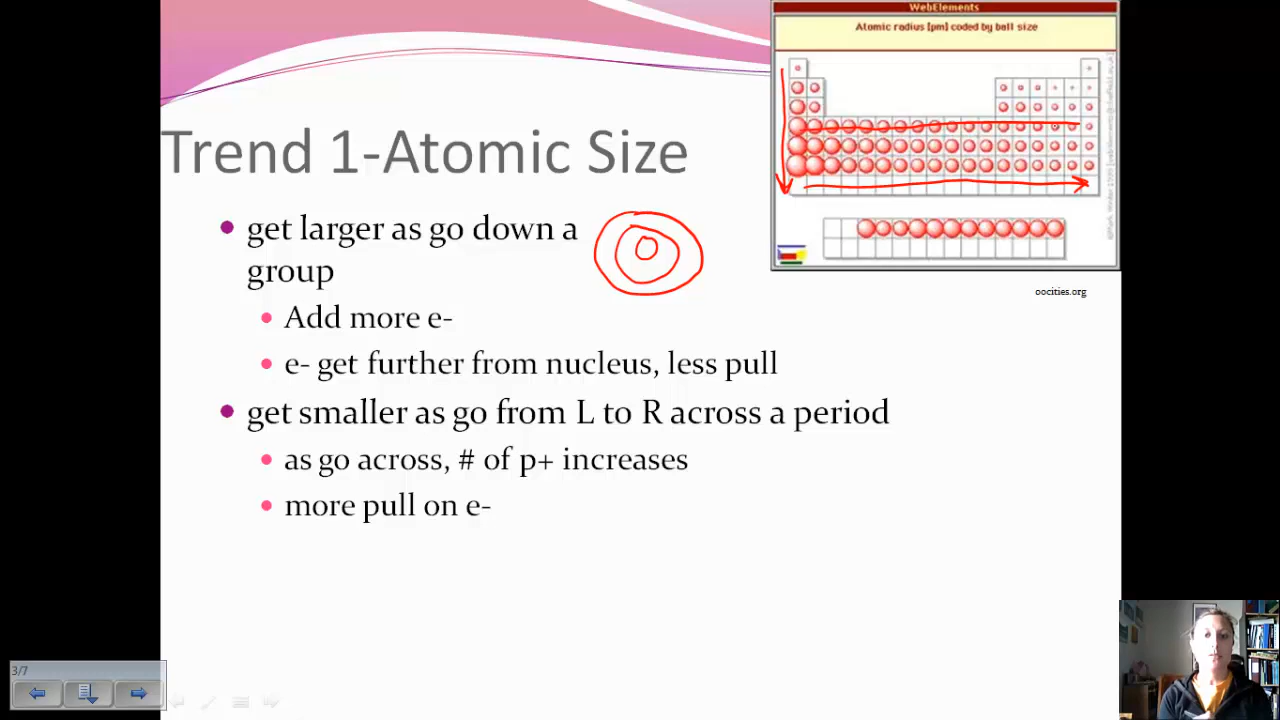 WebElements
Atomic radius [pm] coded by ball size
Trend 1-Atomic Size
get larger as go down a
group
oocities.org
Add more e-
e- get further from nucleus, less pull
get smaller as go from L to R across a period
as go across, # of p+ increases
more pull on e-
3/7